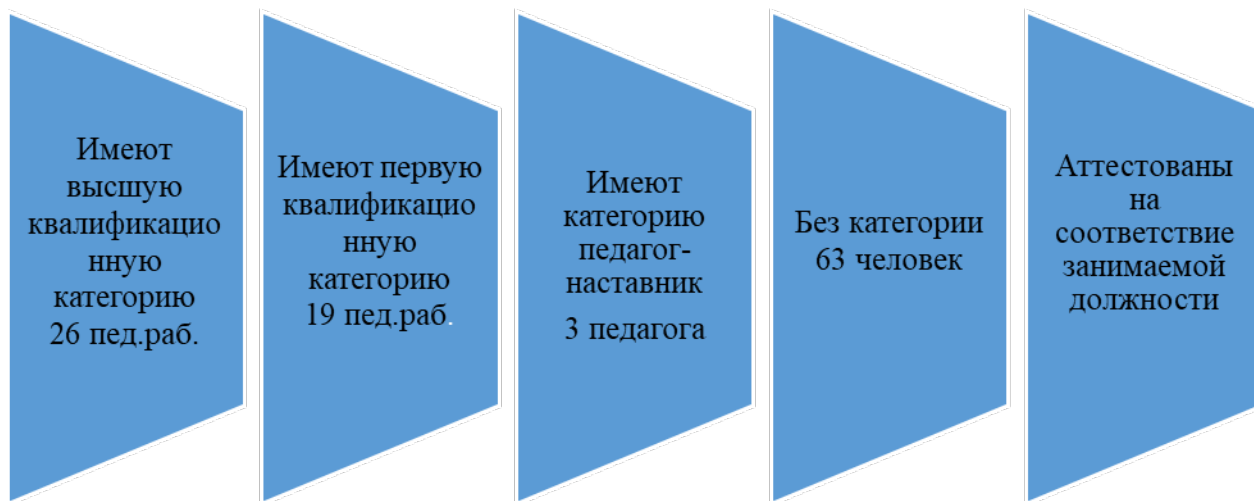 Имеют
высшую
квалификацио
нную
категорию
26 пед.раб.
Имеют первую
квалификацио
нную
категорию
19 пед.раб.
Имеют
категорию
педагог-
наставник
3 педагога
Без категории
63 человек
Аттестованы
на
соответствие
занимаемой
должности